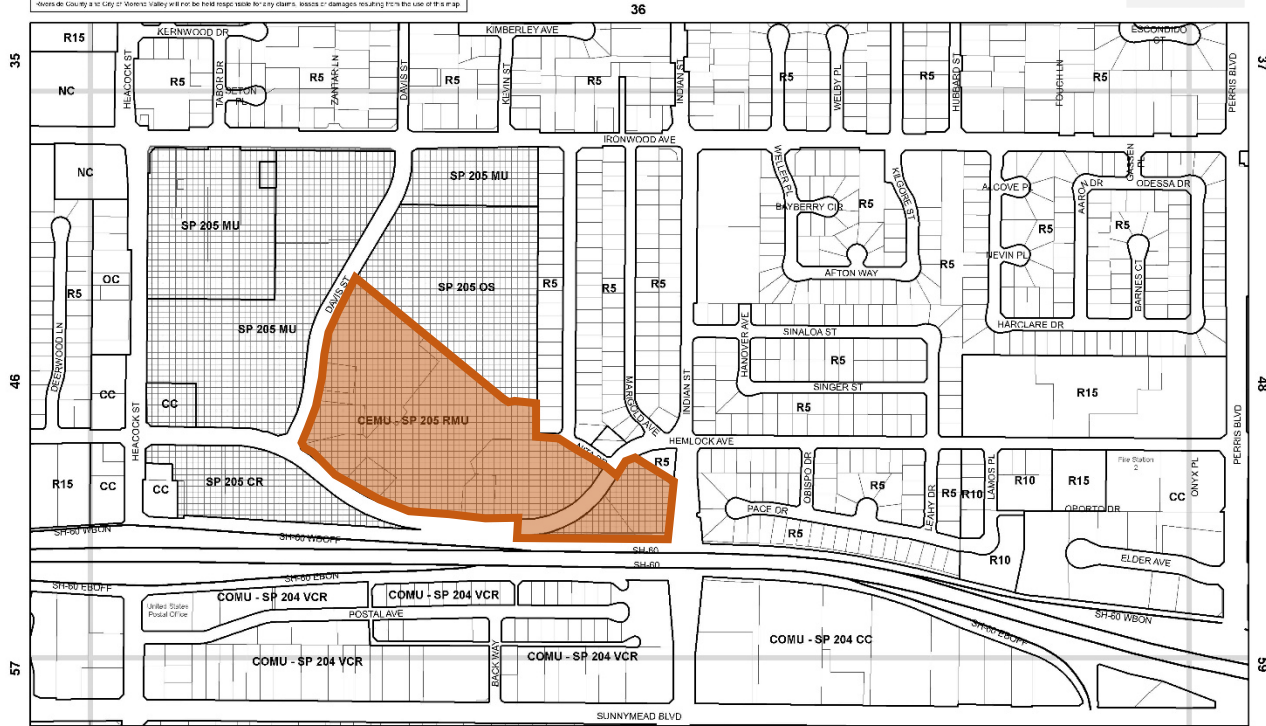 Riverside County and City of Moreno Valley will not be held responsible for any claims, losses or damages resulting from the use of this map
36
35
37
R15
KERNWOOD DR
KIMBERLEY AVE
ESCONDIDO CT
NC
HEACOCK ST
R5
TABOR DR
SETON PL
R5
ZANTAR LN
DAVIS ST
R5
KEVIN ST
R5
INDIAN ST
R5
WELBY PL
R5
HUBBARD ST
FOUCH LN
R5
PERRIS BLVD
IRONWOOD AVE
NC
SP 205 MU
SP 205 MU
WELLER PL
KILGORE ST
BAYBERRY CIR
R5
ALCOVE PL
GASSEN PL
AARON DR
ODESSA DR
R5
R5
NEVIN PL
BARNES CT
AFTON WAY
R5
OC
R5
DAVIS ST
SP 205 OS
R5
R5
R5
SP 205 MU
HANOVER AVE
SINALOA ST
HARCLARE DR
R5
46
48
DEERWOOD LN
CC
CC
HEACOCK ST
CEMU - SP 205 RMU
MARIGOLD AVE
INDIAN ST
SINGER ST
R5
R15
PERRIS BLVD
HEMLOCK AVE
R5
R15
CC
CC
SP 205 CR
OBISPO DR
R5
LEAHY DR
R5
R10
LAMOS PL
R10
R15
Fire Station
2
CC
ONYX PL
PACE DR
OPORTO DR
R5
R10
ELDER AVE
SH-60 WBON
SH-60 WBOFF
SH-60
SH-60
SH-60 EBOFF
SH-60 EBON
SH-60 WBON
SH-60 EBOFF
United States
Postal Office
COMU - SP 204 VCR
COMU - SP 204 VCR
POSTAL AVE
BACK WAY
COMU - SP 204 VCR
COMU - SP 204 VCR
COMU - SP 204 CC
57
59
SUNNYMEAD BLVD